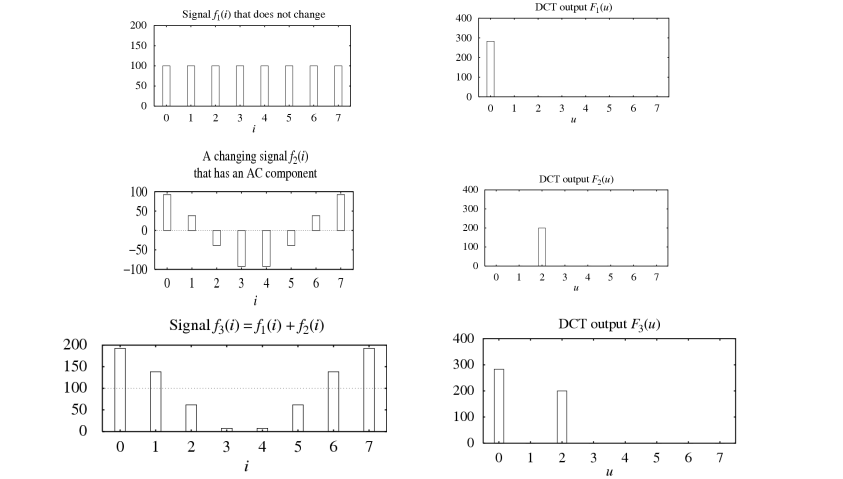 Signal f₁(i) that does not change
200
150
100
50
0
0 1 2 3 4 5 6 7
i
DCT output F₁(u)
400
300
200
100
0
0 1 2 3 4 5 6 7
u
A changing signal f₂(i)
that has an AC component
100
50
0
−50
−100
0 1 2 3 4 5 6 7
i
DCT output F₂(u)
400
300
200
100
0
0 1 2 3 4 5 6 7
u
Signal f₃(i) = f₁(i) + f₂(i)
200
150
100
50
0
0 1 2 3 4 5 6 7
i
DCT output F₃(u)
400
300
200
100
0
0 1 2 3 4 5 6 7
u